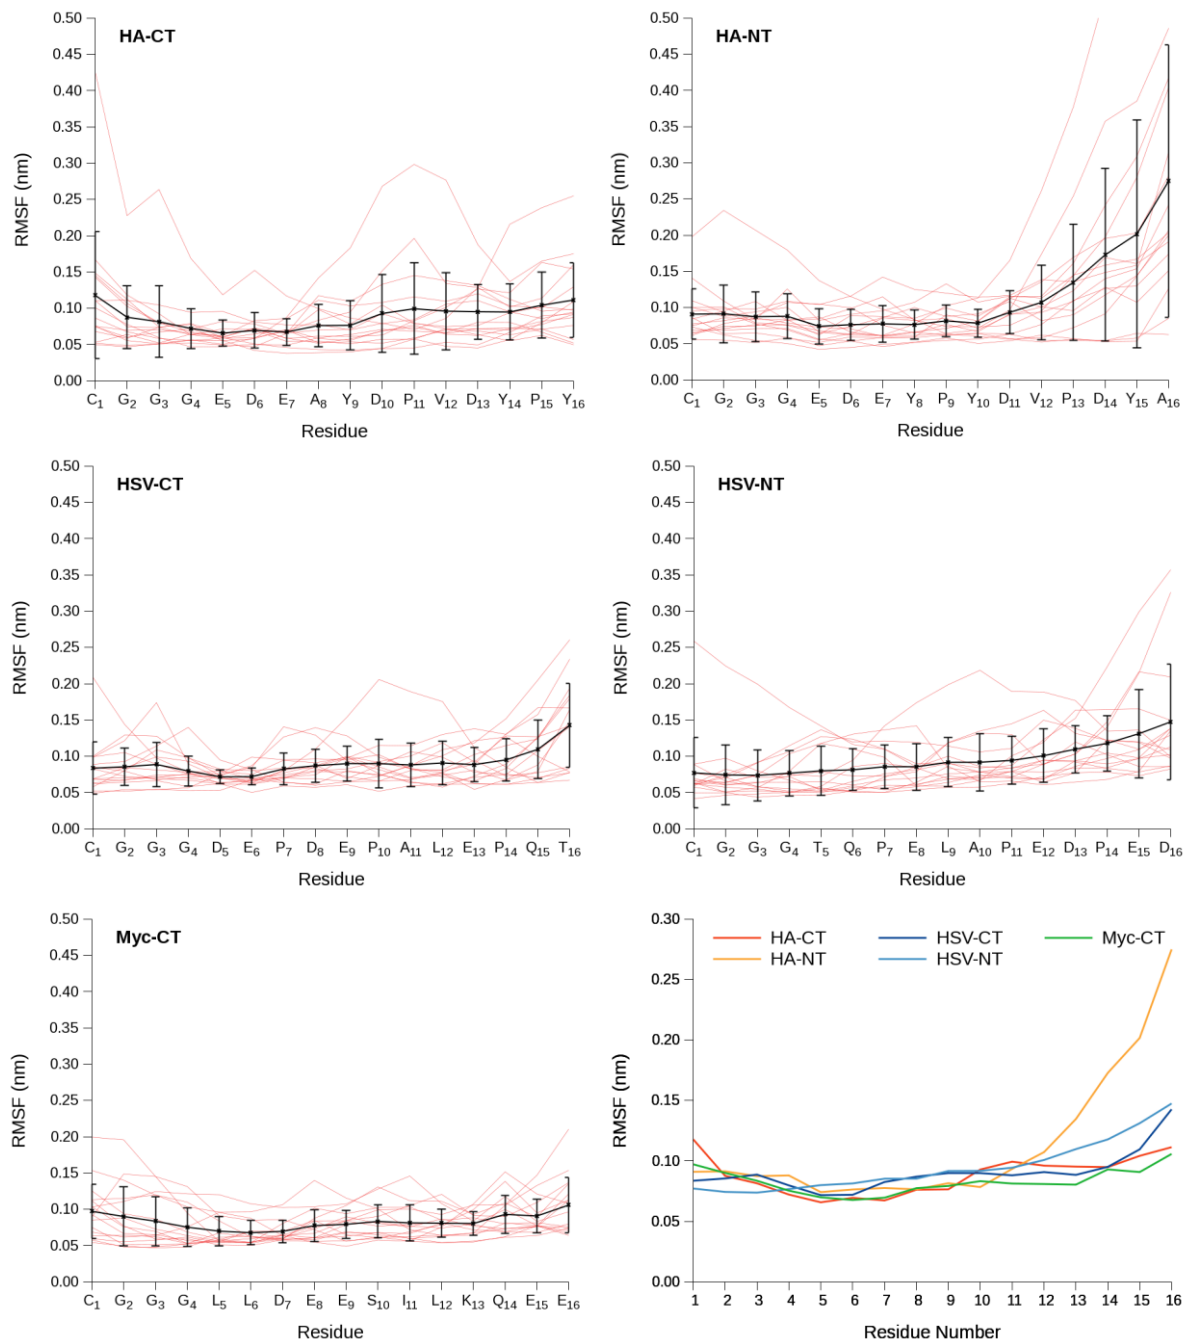 HA-CT
RMSF (nm)
0.50
0.45
0.40
0.35
0.30
0.25
0.20
0.15
0.10
0.05
0.00
C1 G2 G3 G4 E5 D6 E7 A8 Y9 D10 P11 V12 D13 Y14 P15 Y16
Residue
HA-NT
RMSF (nm)
0.50
0.45
0.40
0.35
0.30
0.25
0.20
0.15
0.10
0.05
0.00
C1 G2 G3 G4 E5 D6 E7 Y8 P9 Y10 D11 V12 P13 D14 Y15 A16
Residue
HSV-CT
RMSF (nm)
0.50
0.45
0.40
0.35
0.30
0.25
0.20
0.15
0.10
0.05
0.00
C1 G2 G3 G4 D5 E6 P7 D8 E9 P10 A11 L12 E13 P14 Q15 T16
Residue
HSV-NT
RMSF (nm)
0.50
0.45
0.40
0.35
0.30
0.25
0.20
0.15
0.10
0.05
0.00
C1 G2 G3 G4 T5 Q6 P7 E8 L9 A10 P11 E12 D13 P14 E15 D16
Residue
Myc-CT
RMSF (nm)
0.50
0.45
0.40
0.35
0.30
0.25
0.20
0.15
0.10
0.05
0.00
C1 G2 G3 G4 L5 L6 D7 E8 E9 S10 I11 L12 K13 Q14 E15 E16
Residue
HA-CT HSV-CT Myc-CT
HA-NT HSV-NT
RMSF (nm)
0.30
0.25
0.20
0.15
0.10
0.05
0.00
1 2 3 4 5 6 7 8 9 10 11 12 13 14 15 16
Residue Number